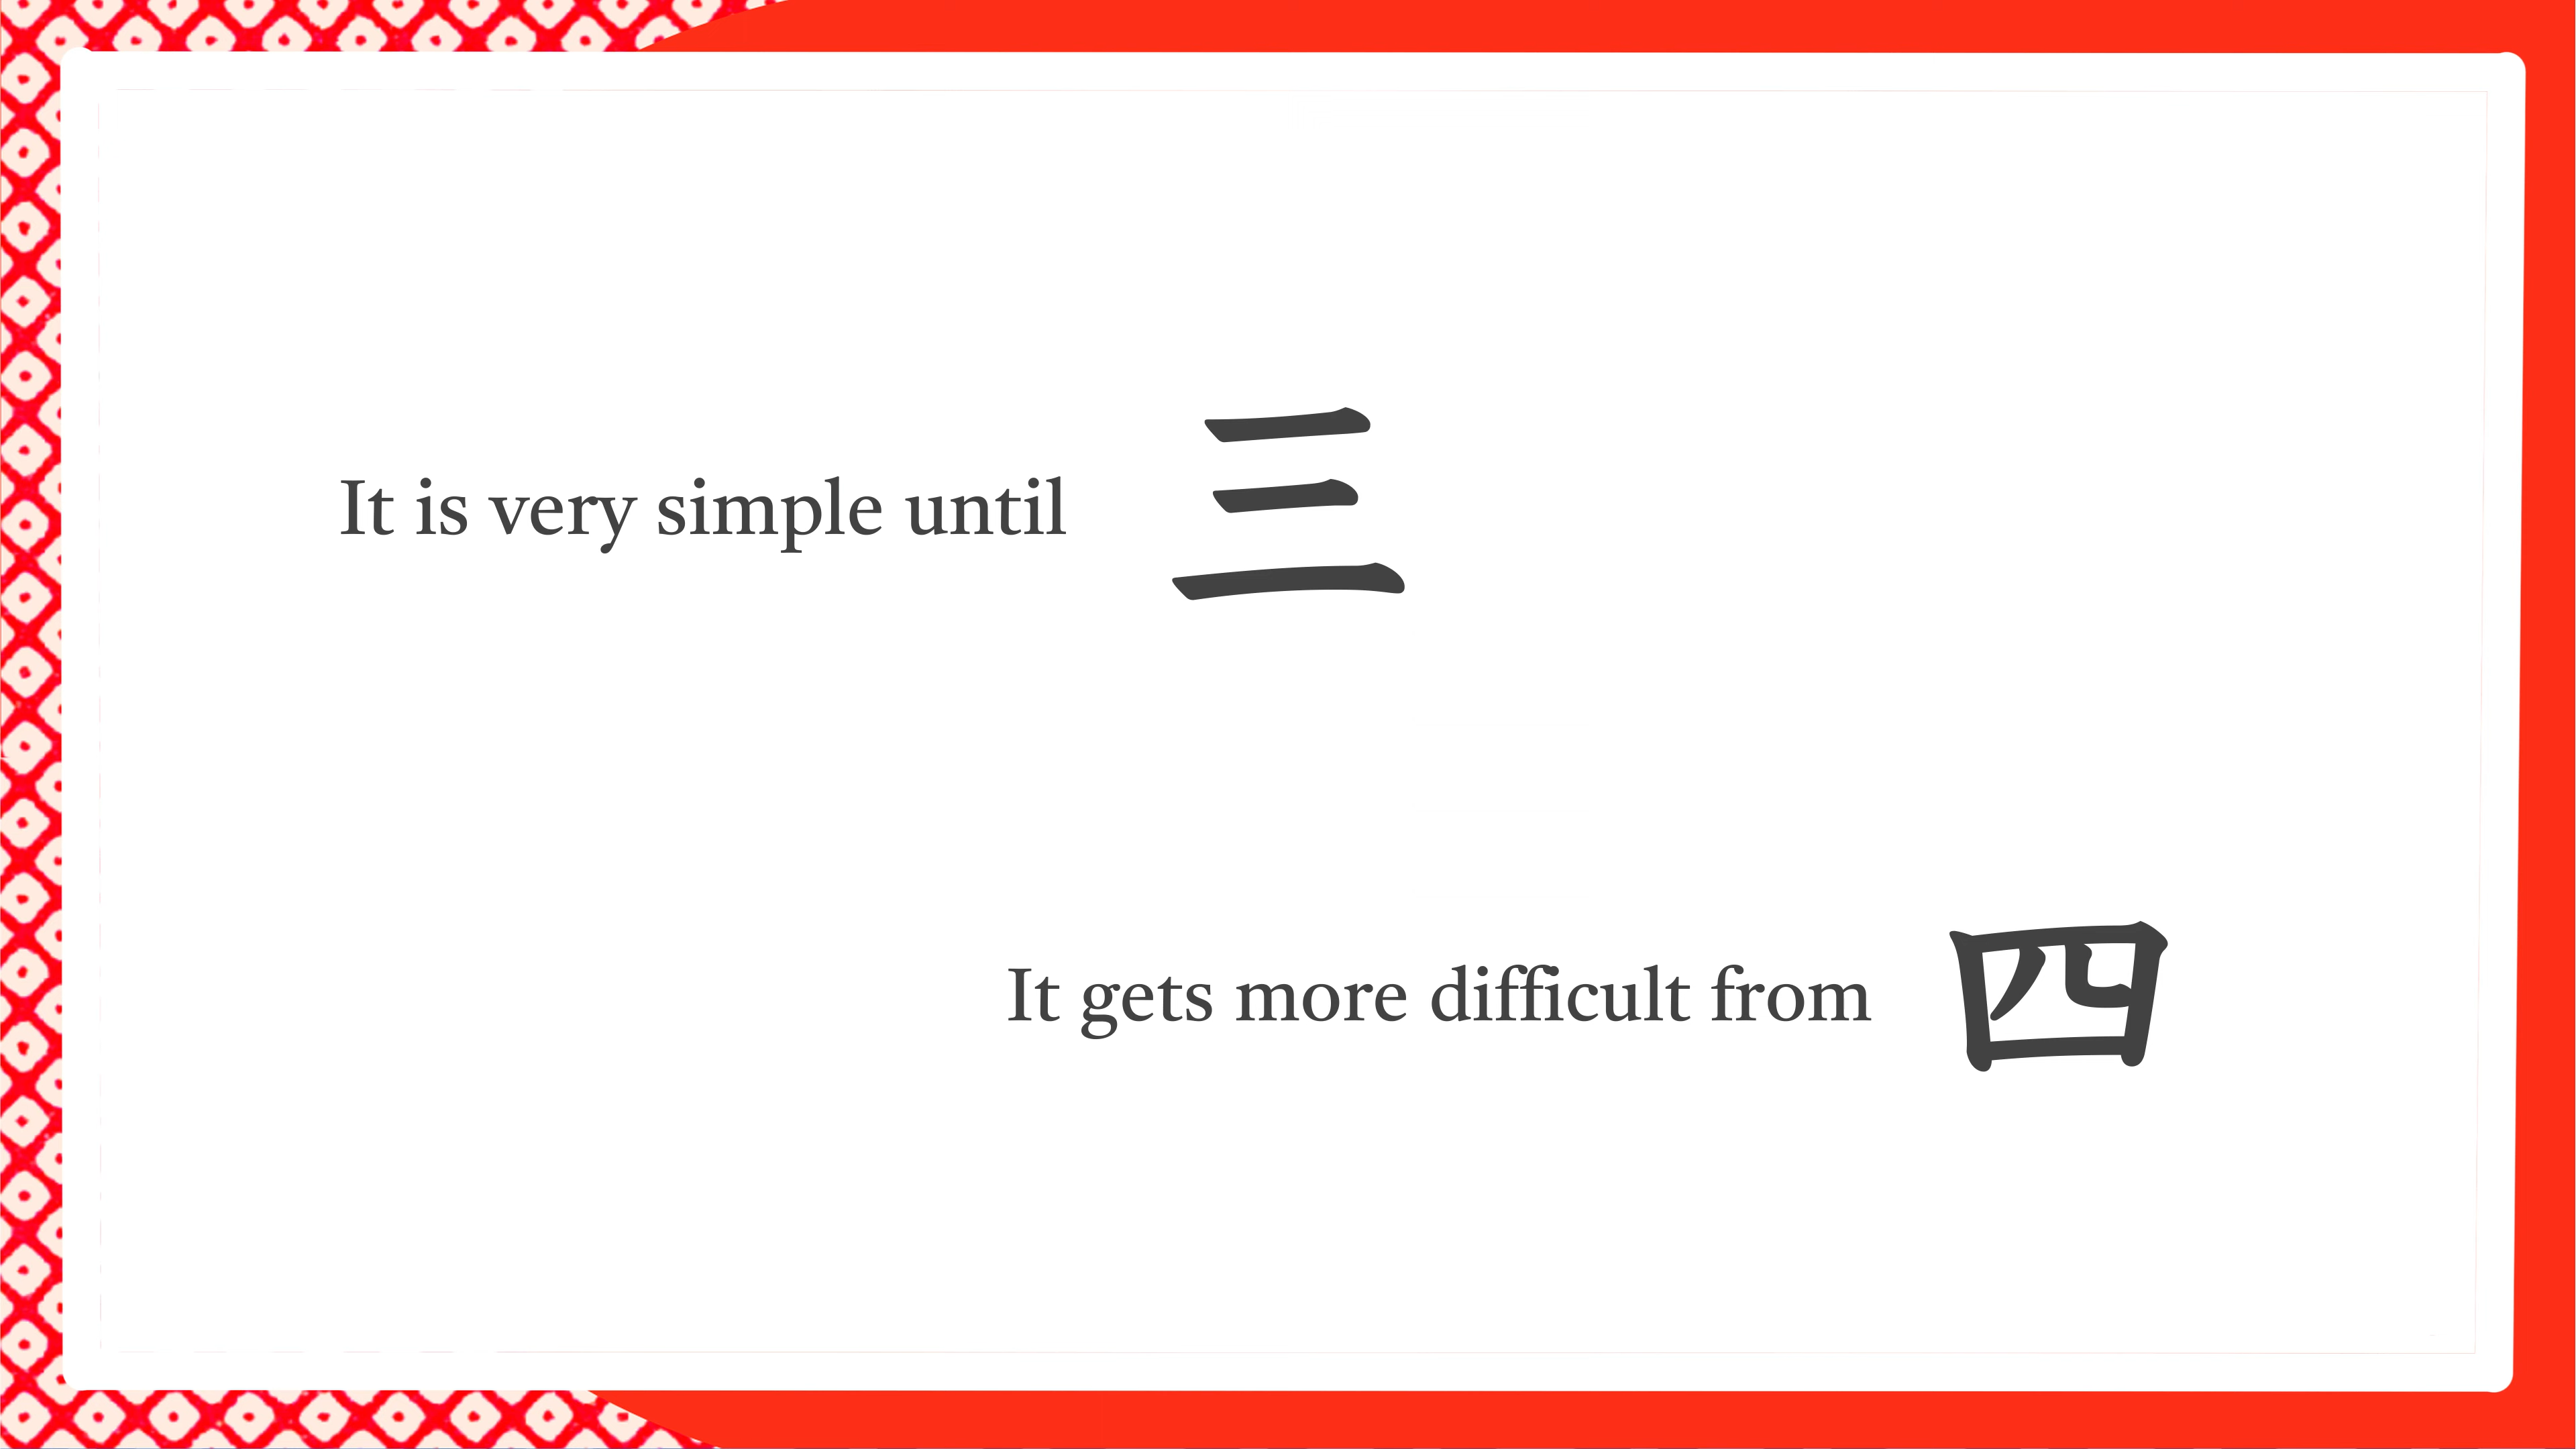 It is very simple until 三
It gets more difficult from 四